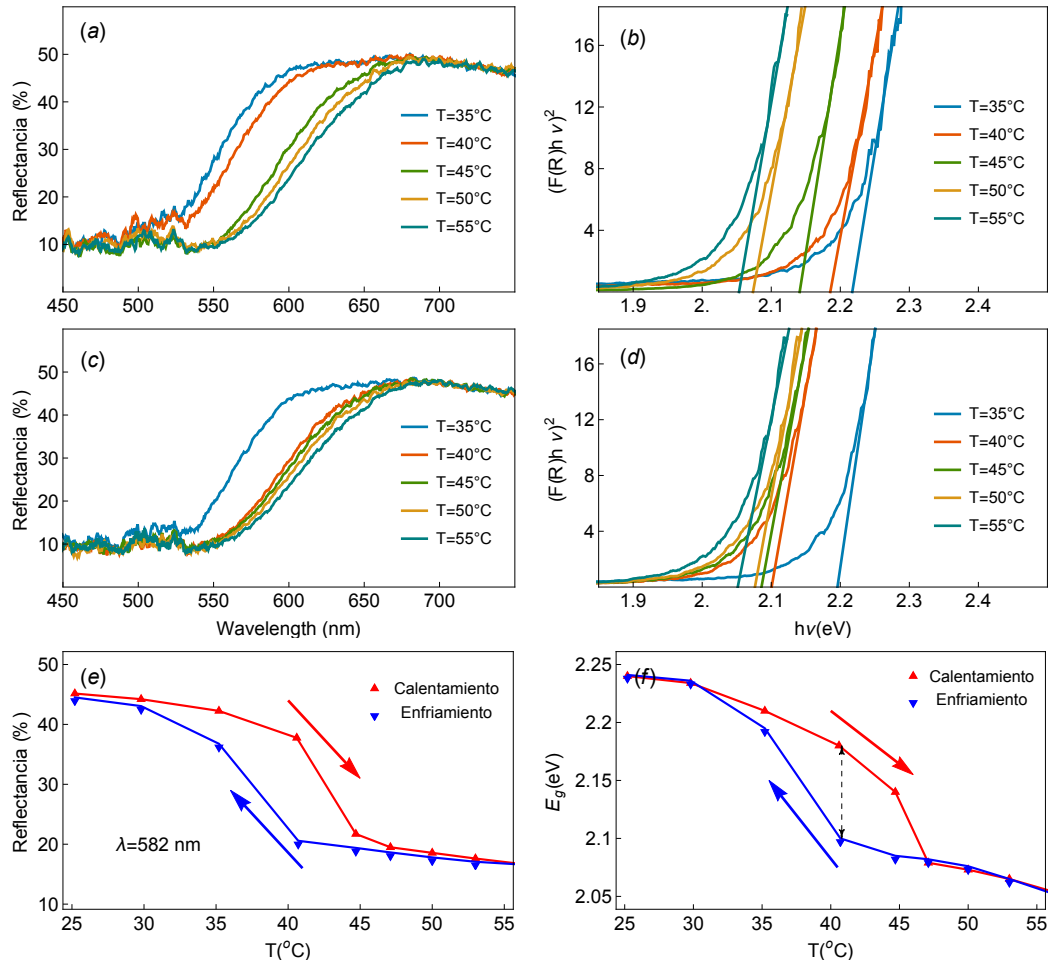 (a)
Reflectancia (%)
50
40
30
20
10
T=35°C
T=40°C
T=45°C
T=50°C
T=55°C
450 500 550 600 650 700
(b)
(F(R)h ν)²
16
12
8
4
T=35°C
T=40°C
T=45°C
T=50°C
T=55°C
1.9 2. 2.1 2.2 2.3 2.4
(c)
Reflectancia (%)
50
40
30
20
10
T=35°C
T=40°C
T=45°C
T=50°C
T=55°C
450 500 550 600 650 700
Wavelength (nm)
(d)
(F(R)h ν)²
16
12
8
4
T=35°C
T=40°C
T=45°C
T=50°C
T=55°C
1.9 2. 2.1 2.2 2.3 2.4
hν(eV)
(e)
Reflectancia (%)
50
40
30
20
10
Calentamiento
Enfriamiento
λ=582 nm
25 30 35 40 45 50 55
T(°C)
(f)
E_g(eV)
2.25
2.20
2.15
2.10
2.05
Calentamiento
Enfriamiento
25 30 35 40 45 50 55
T(°C)